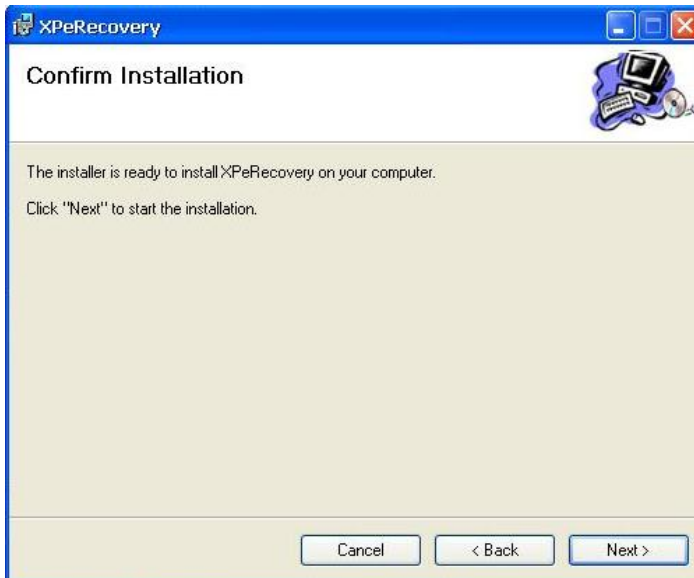 XPeRecovery
Confirm Installation
The installer is ready to install XPeRecovery on your computer.
Click "Next" to start the installation.
Cancel
< Back
Next >